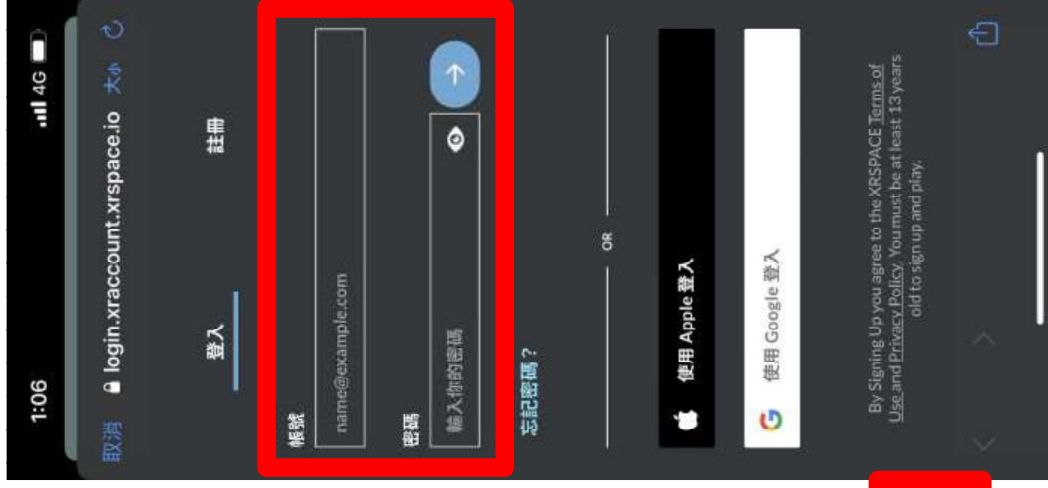 1:06
4G
取消
login.xraccount.xrspace.io
大小
登入
註冊
帳號
name@example.com
密碼
輸入你的密碼
忘記密碼？
OR
使用 Apple 登入
使用 Google 登入
By Signing Up you agree to the XRSPACE Terms of
Use and Privacy Policy. You must be at least 13 years
old to sign up and play.